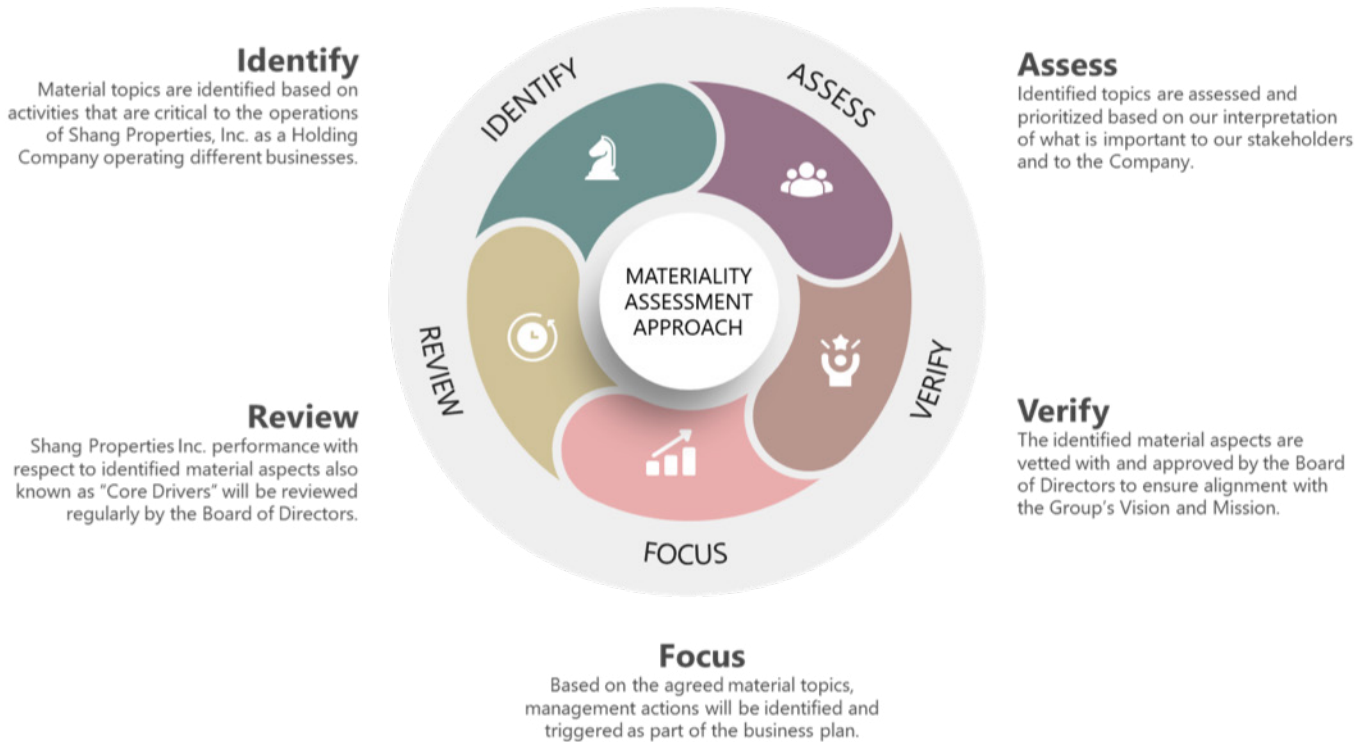 Identify
Material topics are identified based on
activities that are critical to the operations
of Shang Properties, Inc. as a Holding
Company operating different businesses.
Assess
Identified topics are assessed and
prioritized based on our interpretation
of what is important to our stakeholders
and to the Company.
IDENTIFY
ASSESS
MATERIALITY
ASSESSMENT
APPROACH
REVIEW
VERIFY
FOCUS
Review
Shang Properties Inc. performance with
respect to identified material aspects also
known as “Core Drivers” will be reviewed
regularly by the Board of Directors.
Verify
The identified material aspects are
vetted with and approved by the Board
of Directors to ensure alignment with
the Group’s Vision and Mission.
Focus
Based on the agreed material topics,
management actions will be identified and
triggered as part of the business plan.